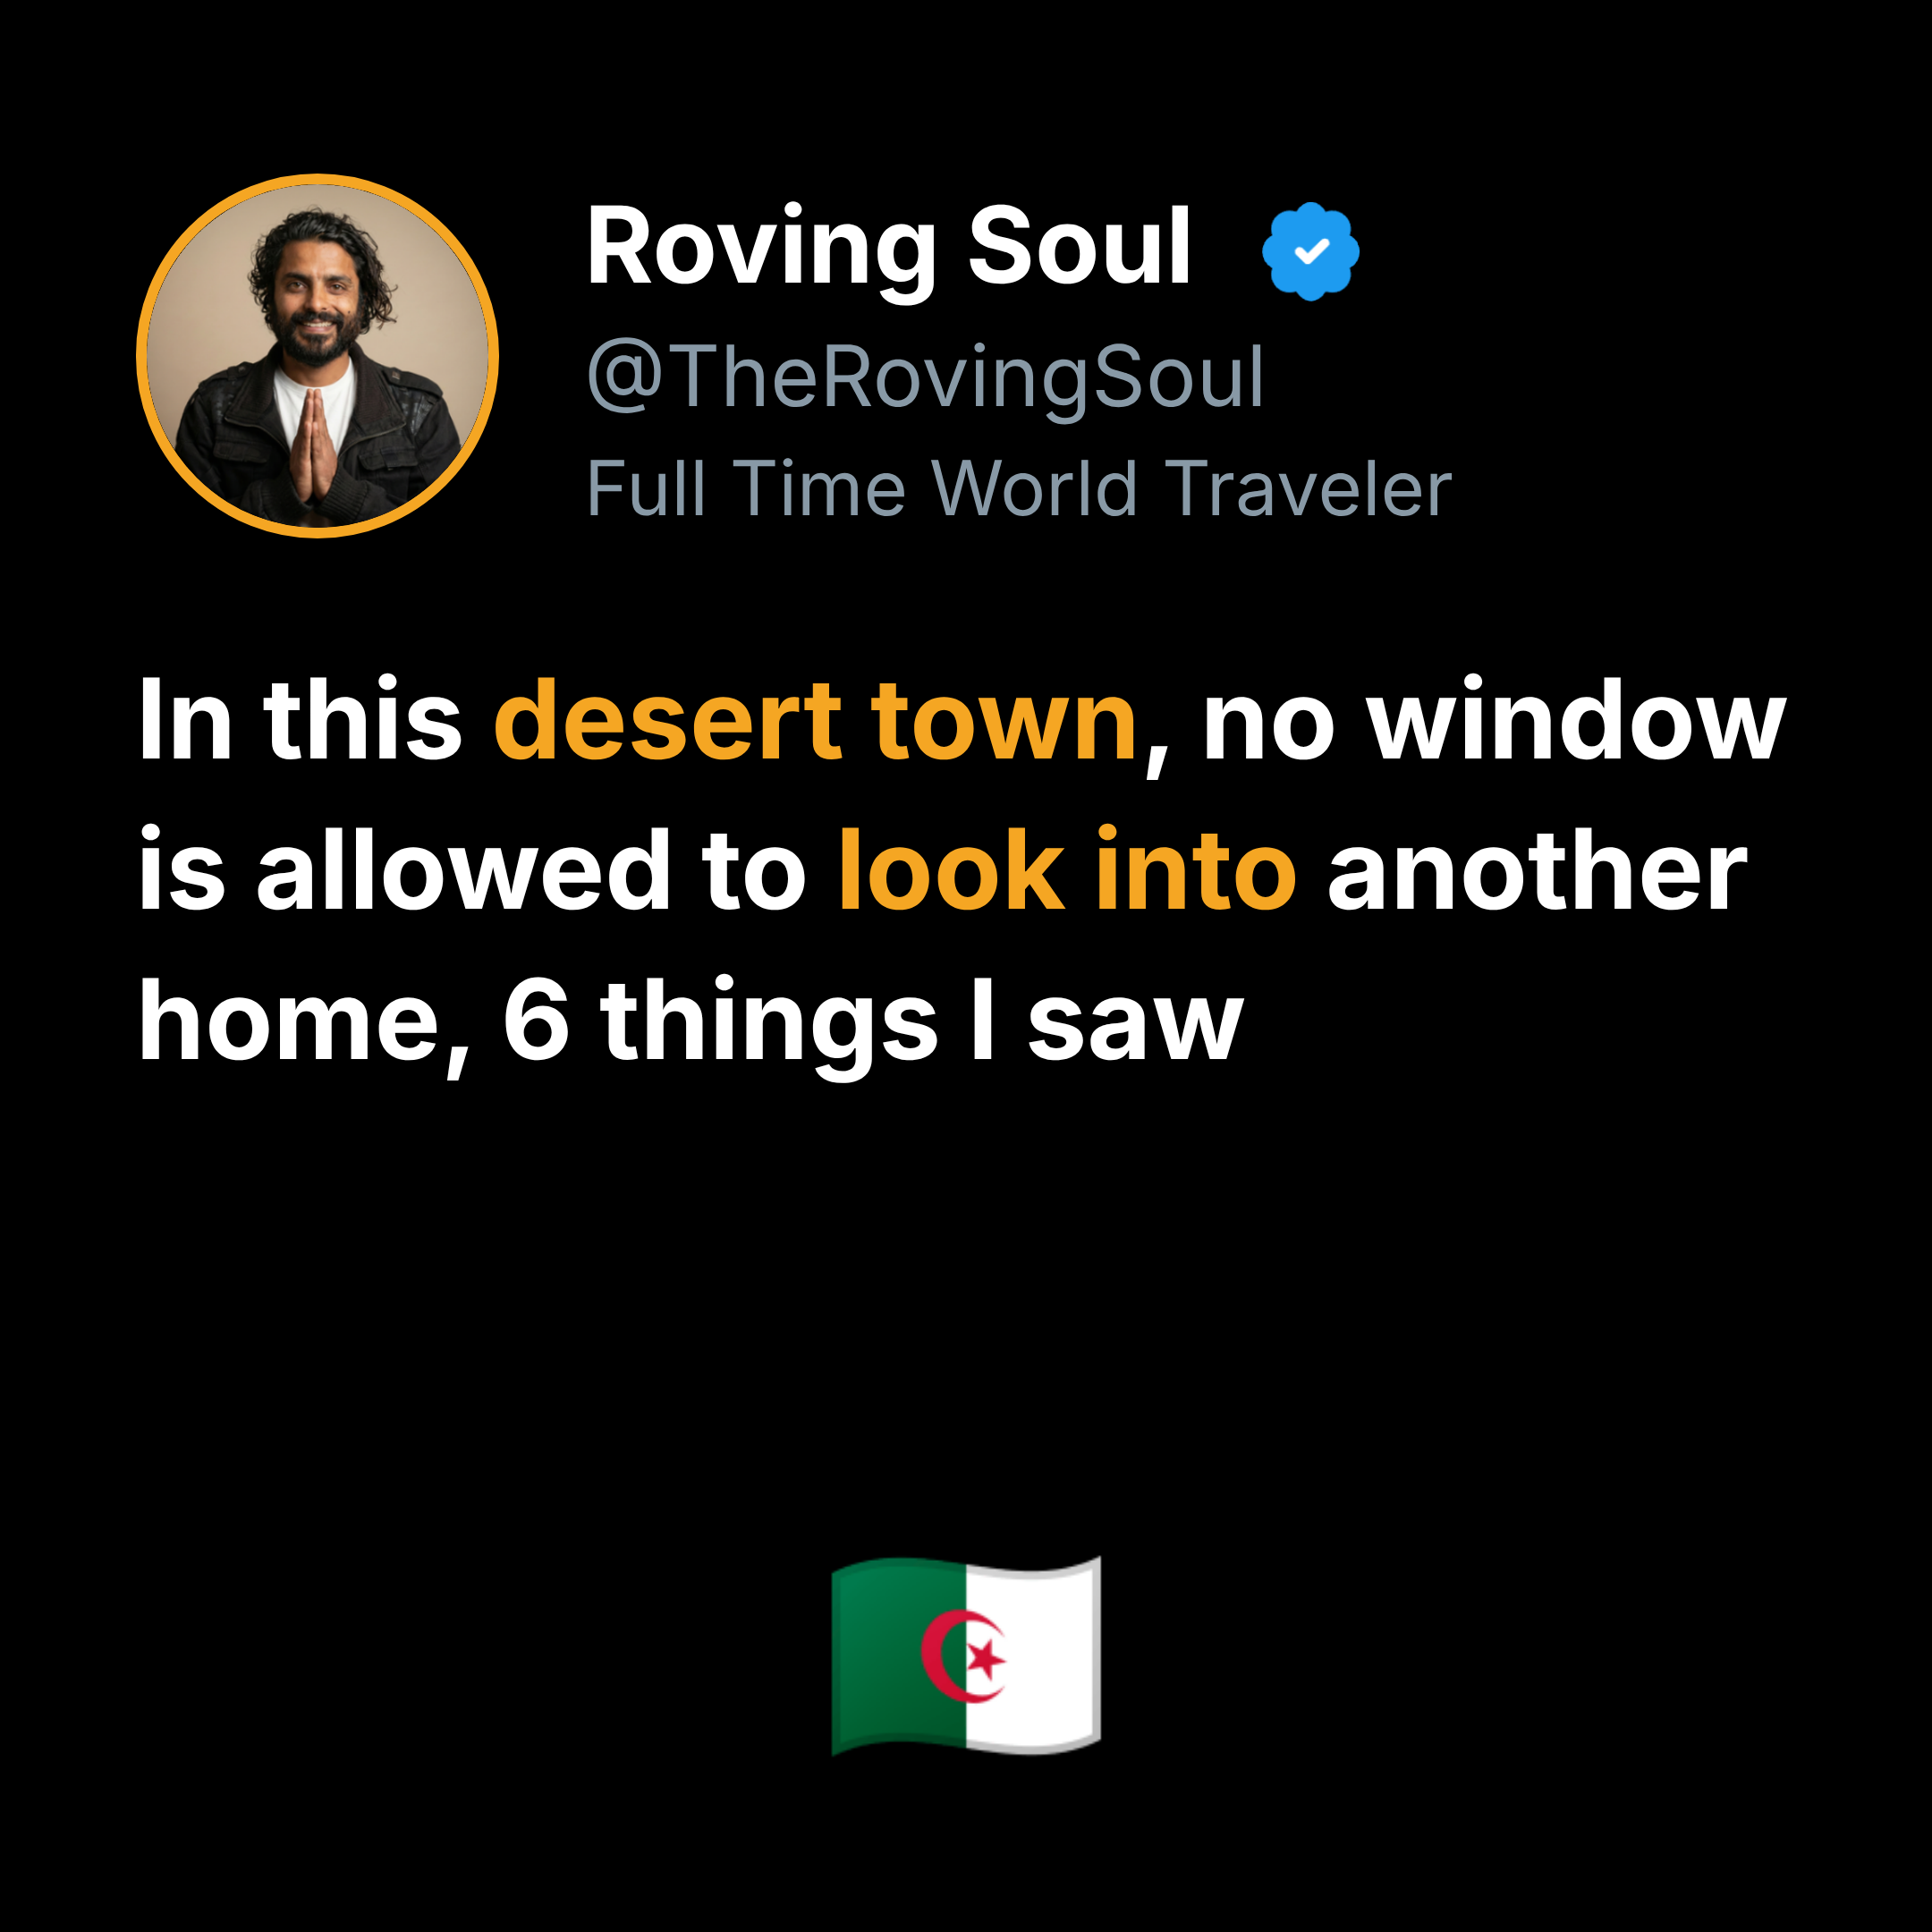 Roving Soul
@TheRovingSoul
Full Time World Traveler
In this desert town, no window
is allowed to look into another
home, 6 things I saw